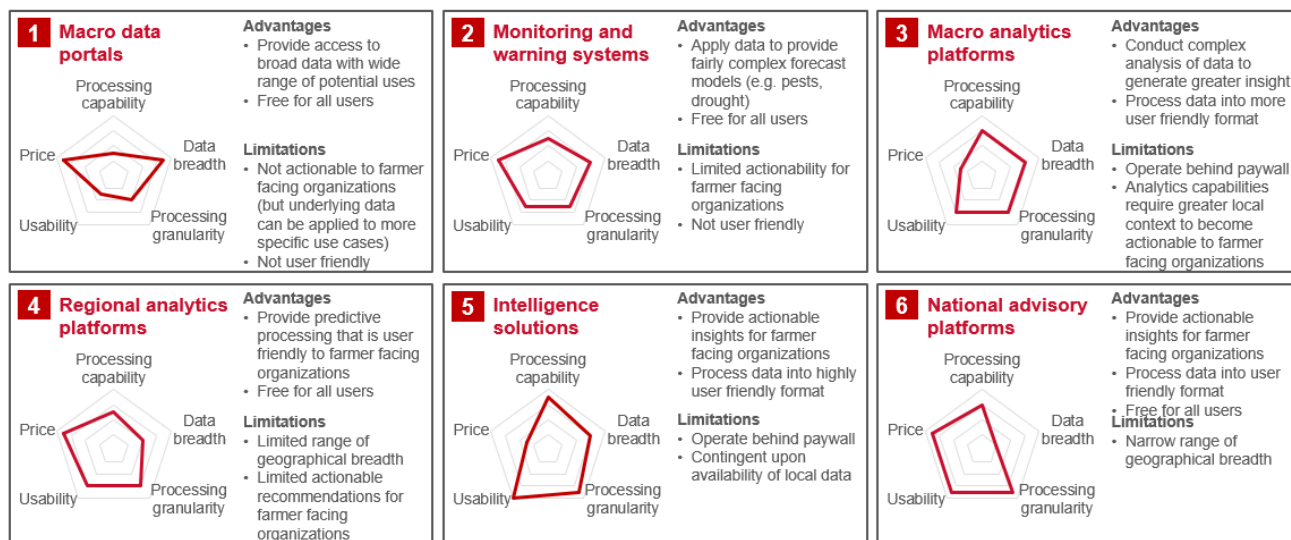 1
Macro data
portals
Processing
capability
Price
Data
breadth
Usability
Processing
granularity
Advantages
• Provide access to
broad data with wide
range of potential uses
• Free for all users
Limitations
• Not actionable to farmer
facing organizations
(but underlying data
can be applied to more
specific use cases)
• Not user friendly
2
Monitoring and
warning systems
Processing
capability
Price
Data
breadth
Usability
Processing
granularity
Advantages
• Apply data to provide
fairly complex forecast
models (e.g. pests,
drought)
• Free for all users
Limitations
• Limited actionability for
farmer facing
organizations
• Not user friendly
3
Macro analytics
platforms
Processing
capability
Price
Data
breadth
Usability
Processing
granularity
Advantages
• Conduct complex
analysis of data to
generate greater insight
• Process data into more
user friendly format
Limitations
• Operate behind paywall
• Analytics capabilities
require greater local
context to become
actionable to farmer
facing organizations
4
Regional analytics
platforms
Processing
capability
Price
Data
breadth
Usability
Processing
granularity
Advantages
• Provide predictive
processing that is user
friendly to farmer facing
organizations
• Free for all users
Limitations
• Limited range of
geographical breadth
• Limited actionable
recommendations for
farmer facing
organizations
5
Intelligence
solutions
Processing
capability
Price
Data
breadth
Usability
Processing
granularity
Advantages
• Provide actionable
insights for farmer
facing organizations
• Process data into highly
user friendly format
Limitations
• Operate behind paywall
• Contingent upon
availability of local data
6
National advisory
platforms
Processing
capability
Price
Data
breadth
Usability
Processing
granularity
Advantages
• Provide actionable
insights for farmer
facing organizations
• Process data into user
friendly format
• Free for all users
Limitations
• Narrow range of
geographical breadth